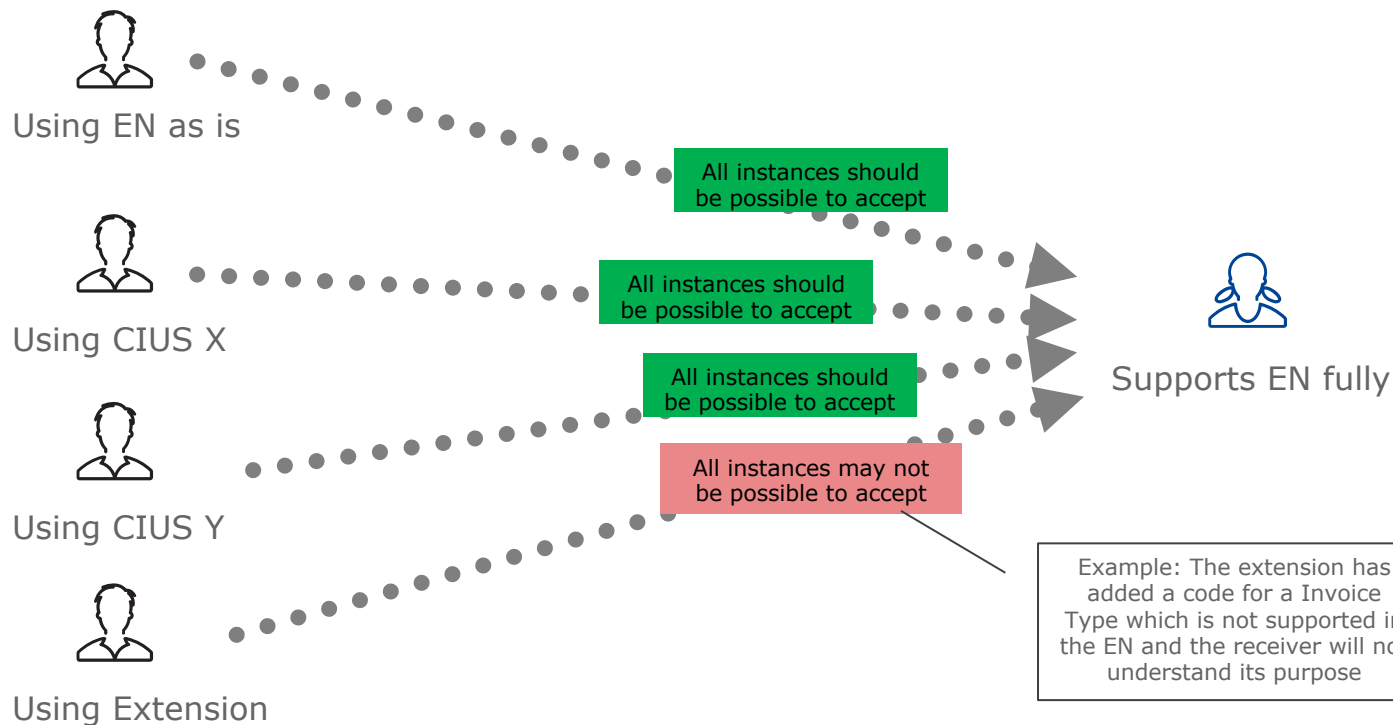 Using EN as is
All instances should
be possible to accept
Using CIUS X
All instances should
be possible to accept
Using CIUS Y
All instances should
be possible to accept
Using Extension
All instances may not
be possible to accept
Supports EN fully
Example: The extension has
added a code for a Invoice
Type which is not supported
the EN and the receiver will
understand its purpose